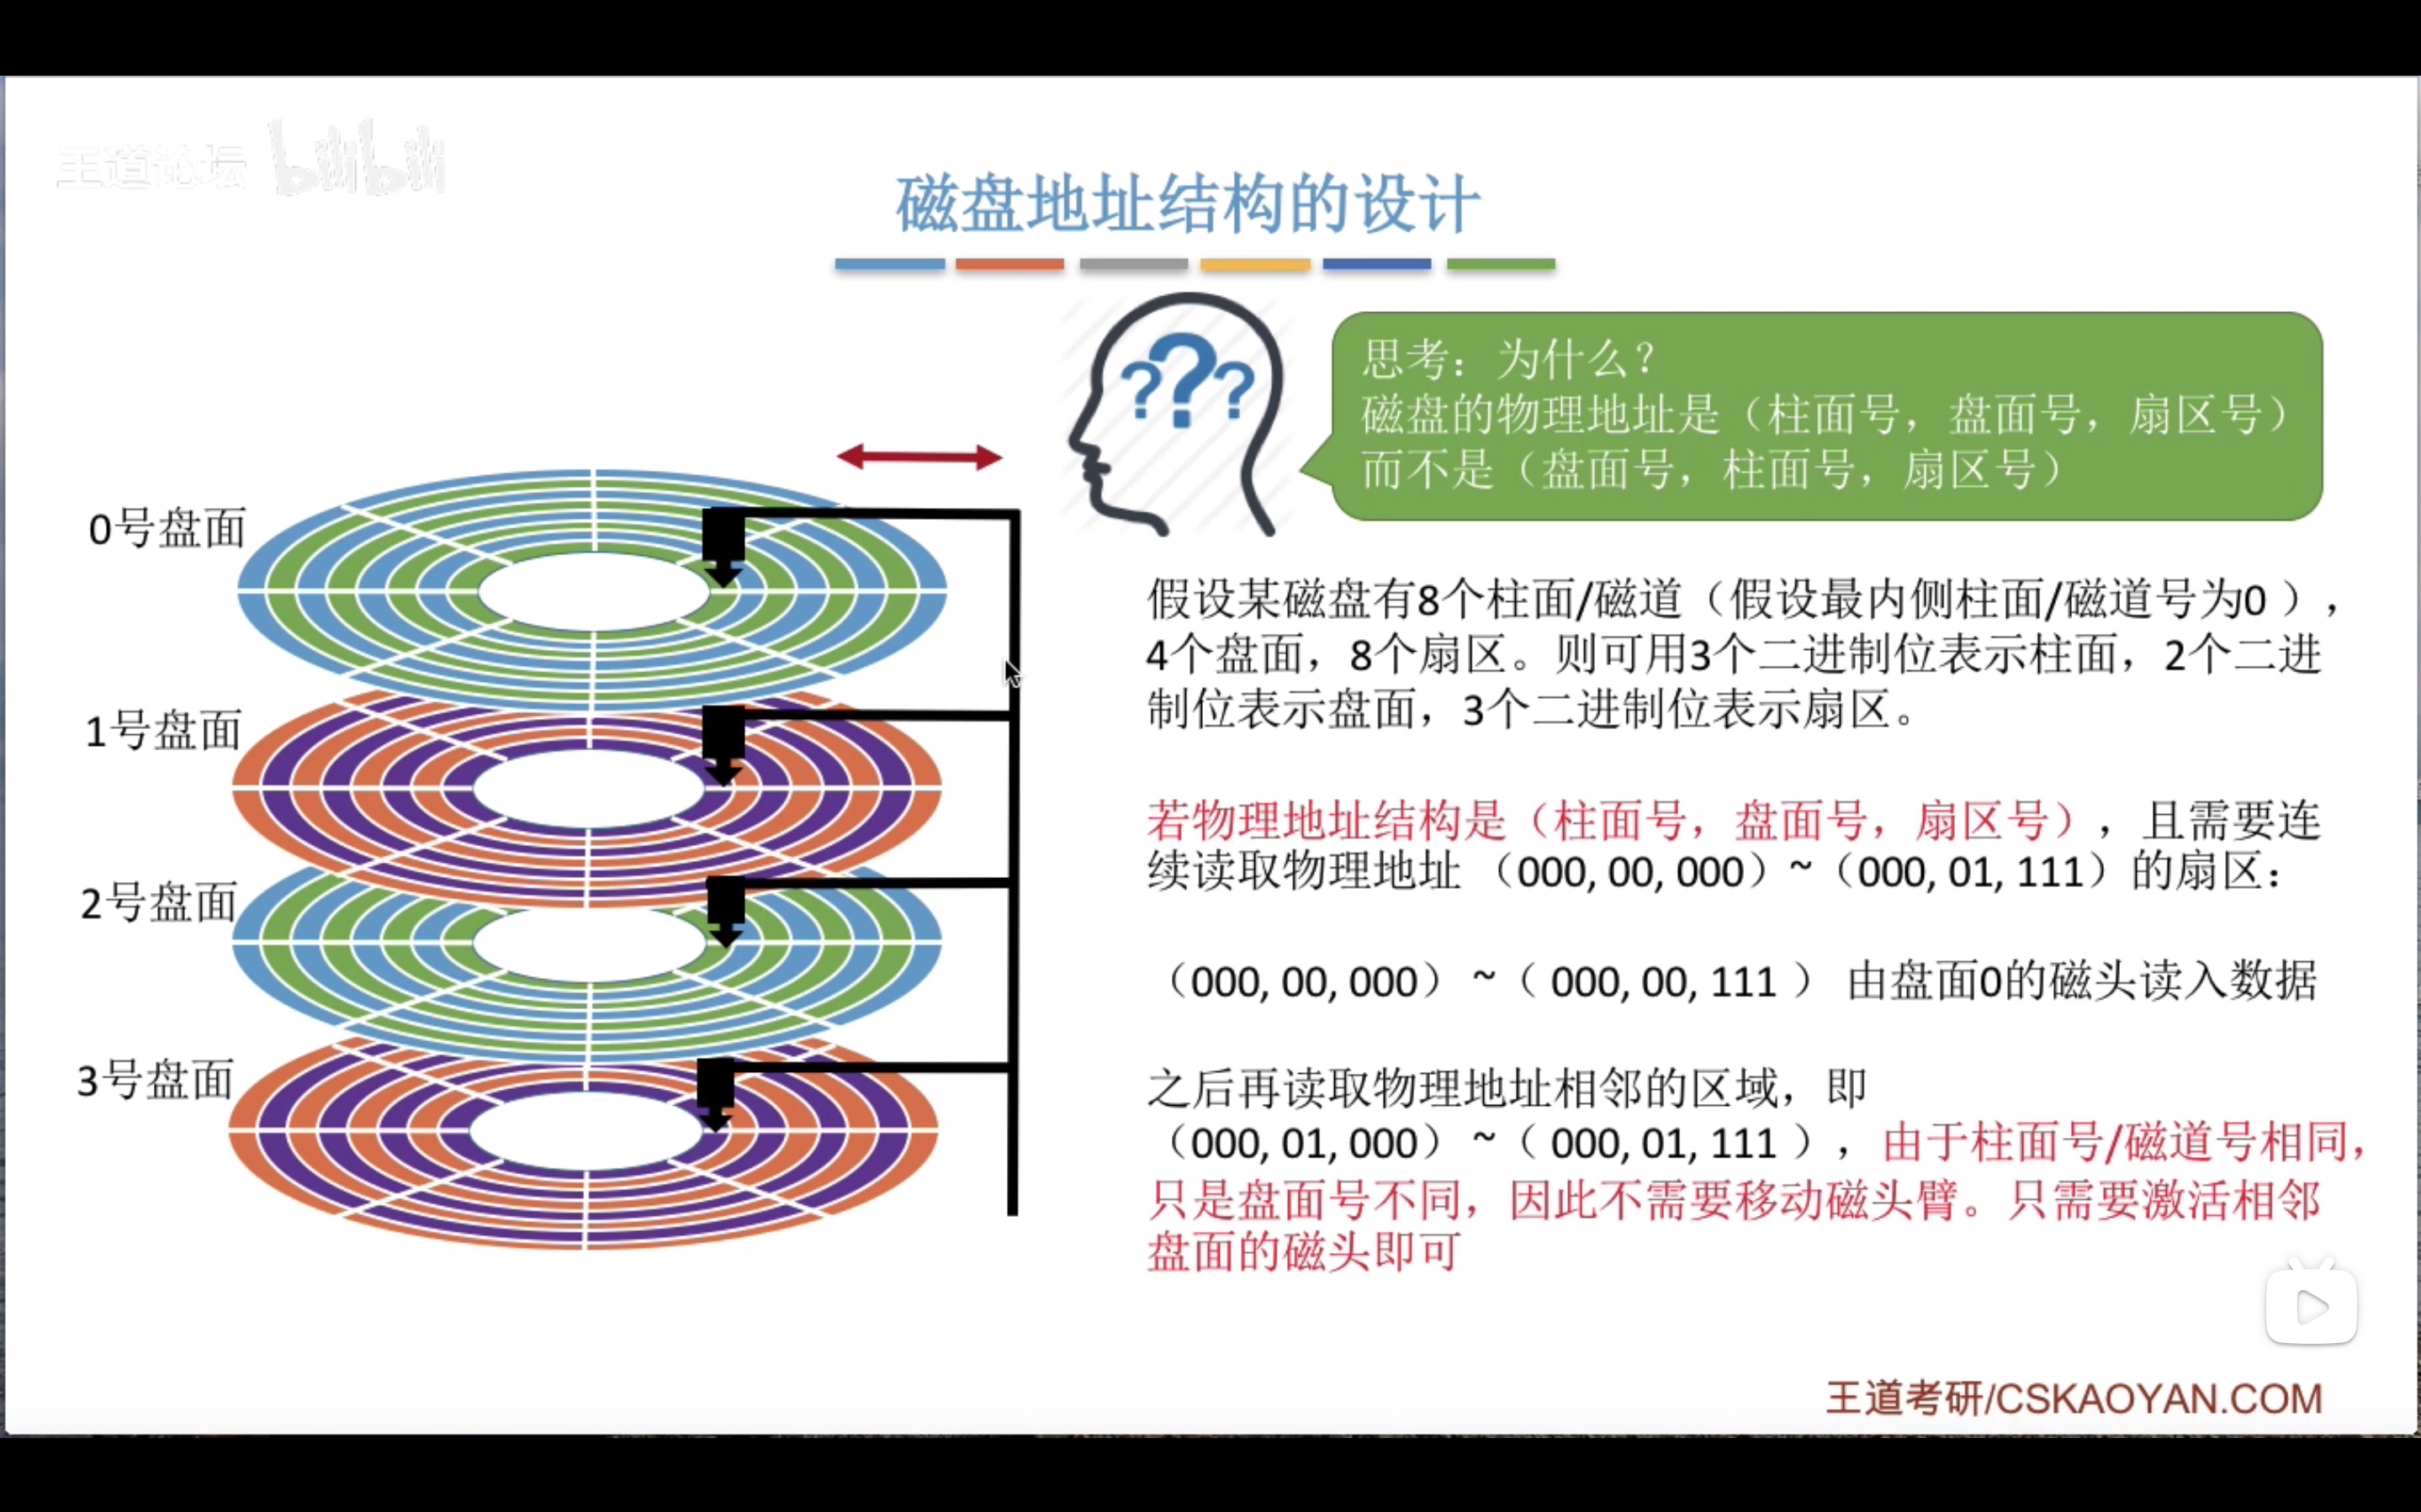 王道论坛 bilibili
磁盘地址结构的设计
???
思考：为什么？
磁盘的物理地址是（柱面号，盘面号，扇区号）
而不是（盘面号，柱面号，扇区号）
0号盘面
1号盘面
2号盘面
3号盘面
假设某磁盘有8个柱面/磁道（假设最内侧柱面/磁道号为0 ），
4个盘面，8个扇区。则可用3个二进制位表示柱面，2个二进
制位表示盘面，3个二进制位表示扇区。
若物理地址结构是（柱面号，盘面号，扇区号），且需要连
续读取物理地址 （000, 00, 000）~（000, 01, 111）的扇区：
（000, 00, 000） ~（ 000, 00, 111 ） 由盘面0的磁头读入数据
之后再读取物理地址相邻的区域，即
（000, 01, 000） ~（ 000, 01, 111 ），由于柱面号/磁道号相同，
只是盘面号不同，因此不需要移动磁头臂。只需要激活相邻
盘面的磁头即可
王道考研/CSKAOYAN.COM